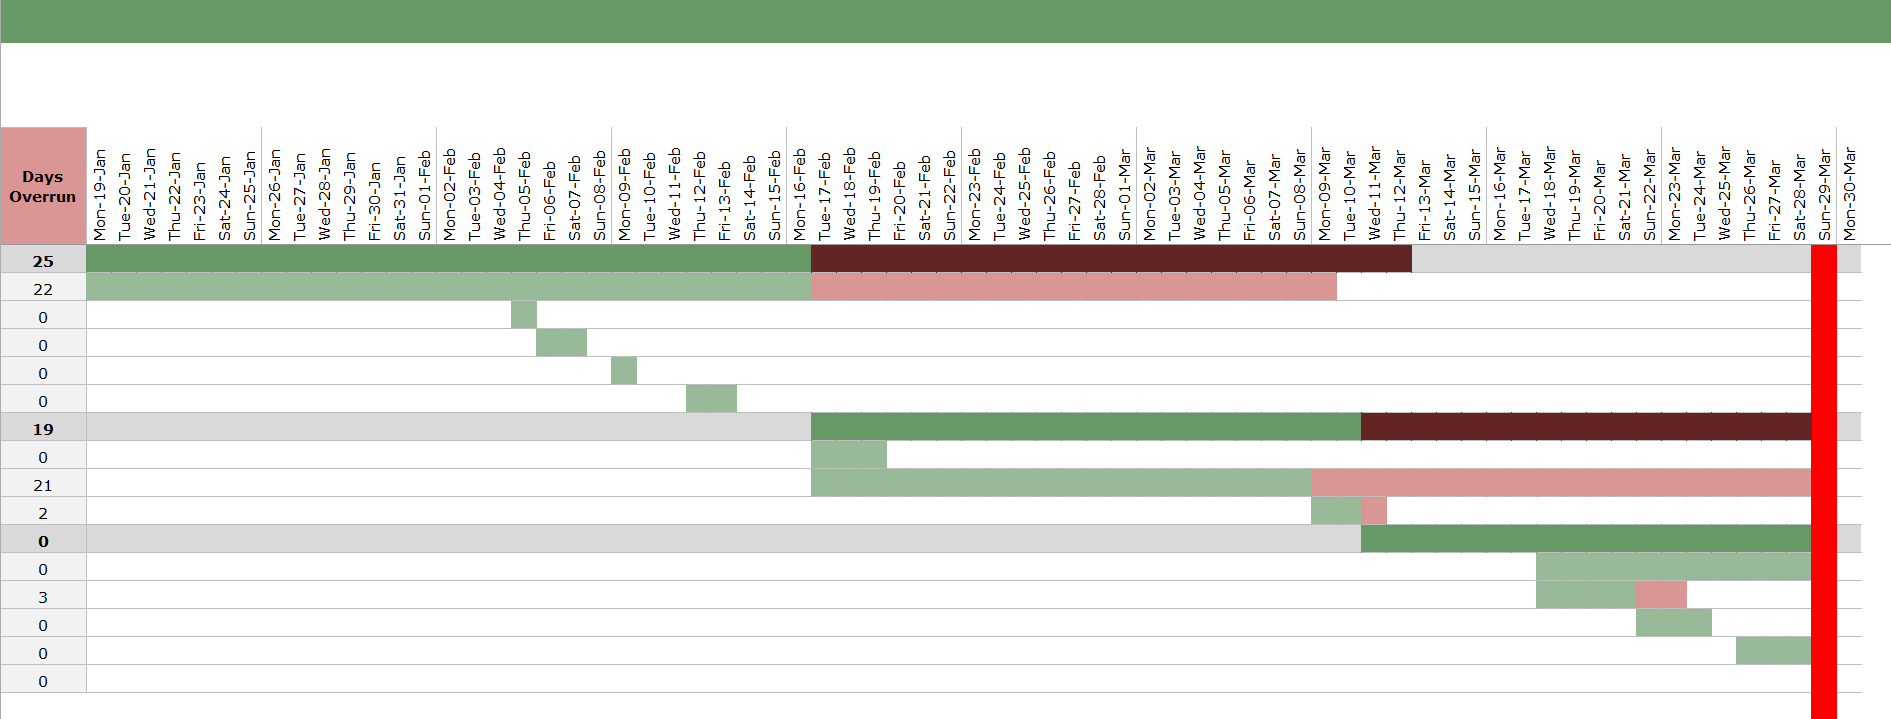 Days
Overrun
Mon-19-Jan
Tue-20-Jan
Wed-21-Jan
Thu-22-Jan
Fri-23-Jan
Sat-24-Jan
Sun-25-Jan
Mon-26-Jan
Tue-27-Jan
Wed-28-Jan
Thu-29-Jan
Fri-30-Jan
Sat-31-Jan
Sun-01-Feb
Mon-02-Feb
Tue-03-Feb
Wed-04-Feb
Thu-05-Feb
Fri-06-Feb
Sat-07-Feb
Sun-08-Feb
Mon-09-Feb
Tue-10-Feb
Wed-11-Feb
Thu-12-Feb
Fri-13-Feb
Sat-14-Feb
Sun-15-Feb
Mon-16-Feb
Tue-17-Feb
Wed-18-Feb
Thu-19-Feb
Fri-20-Feb
Sat-21-Feb
Sun-22-Feb
Mon-23-Feb
Tue-24-Feb
Wed-25-Feb
Thu-26-Feb
Fri-27-Feb
Sat-28-Feb
Sun-01-Mar
Mon-02-Mar
Tue-03-Mar
Wed-04-Mar
Thu-05-Mar
Fri-06-Mar
Sat-07-Mar
Sun-08-Mar
Mon-09-Mar
Tue-10-Mar
Wed-11-Mar
Thu-12-Mar
Fri-13-Mar
Sat-14-Mar
Sun-15-Mar
Mon-16-Mar
Tue-17-Mar
Wed-18-Mar
Thu-19-Mar
Fri-20-Mar
Sat-21-Mar
Sun-22-Mar
Mon-23-Mar
Tue-24-Mar
Wed-25-Mar
Thu-26-Mar
Fri-27-Mar
Sat-28-Mar
Sun-29-Mar
Mon-30-Mar
25
22
0
0
0
0
19
0
21
2
0
0
3
0
0
0